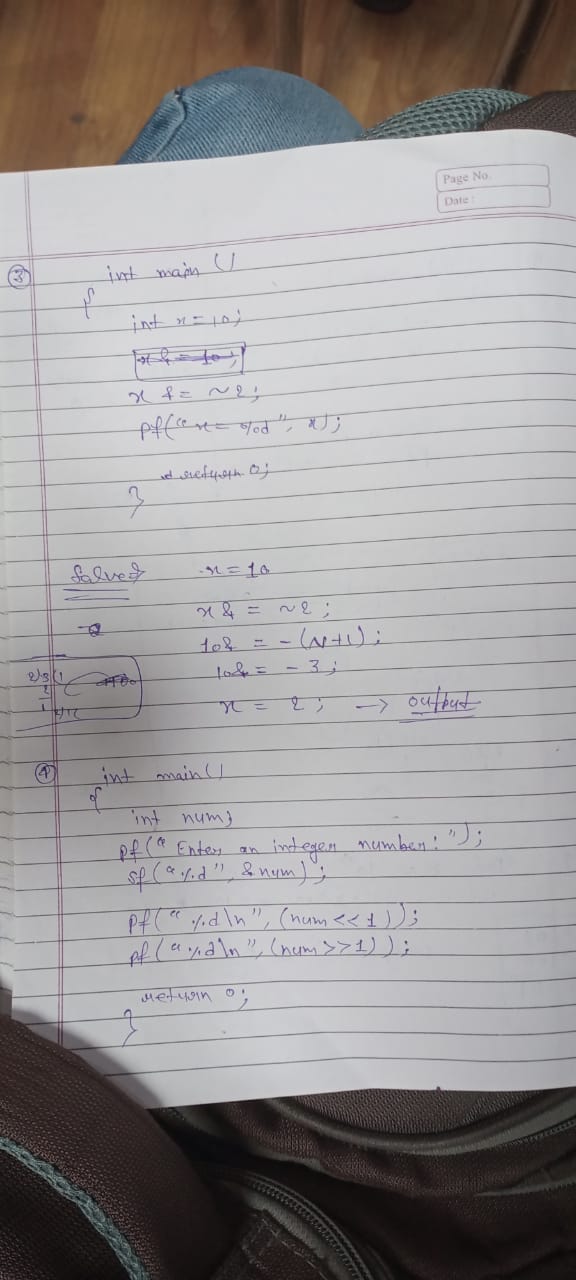 Page No.
Date :
③ int main ()
{
int x = 10;
x & = ~2;
pf("x = %d", x);
return 0;
}
Solved x = 10
x & = ~2;
10& = -(N+1);
10& = -3;
x = 2; → output
④ int main()
{
int num;
pf("Enter an integer number: ");
sf("%d", &num);
pf("%d\n", (num<<1));
pf("%d\n", (num>>1));
return 0;
}